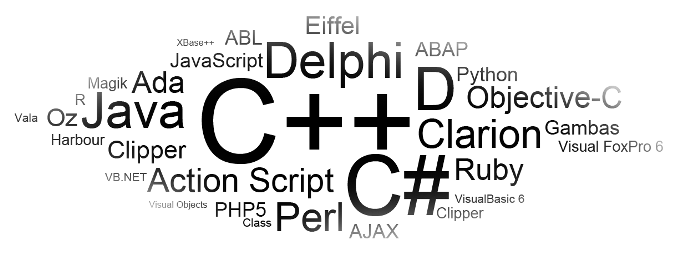 Eiffel
XBase++ ABL
ABAP
JavaScript Delphi
Magik Ada
Python
R
D
Objective-C
Vala Oz Java
C++
Harbour
Clarion Gambas
Clipper
Visual FoxPro 6
VB.NET Action Script
C#
Ruby
Visual Objects
PHP5
VisualBasic 6
Class Perl
Clipper
AJAX